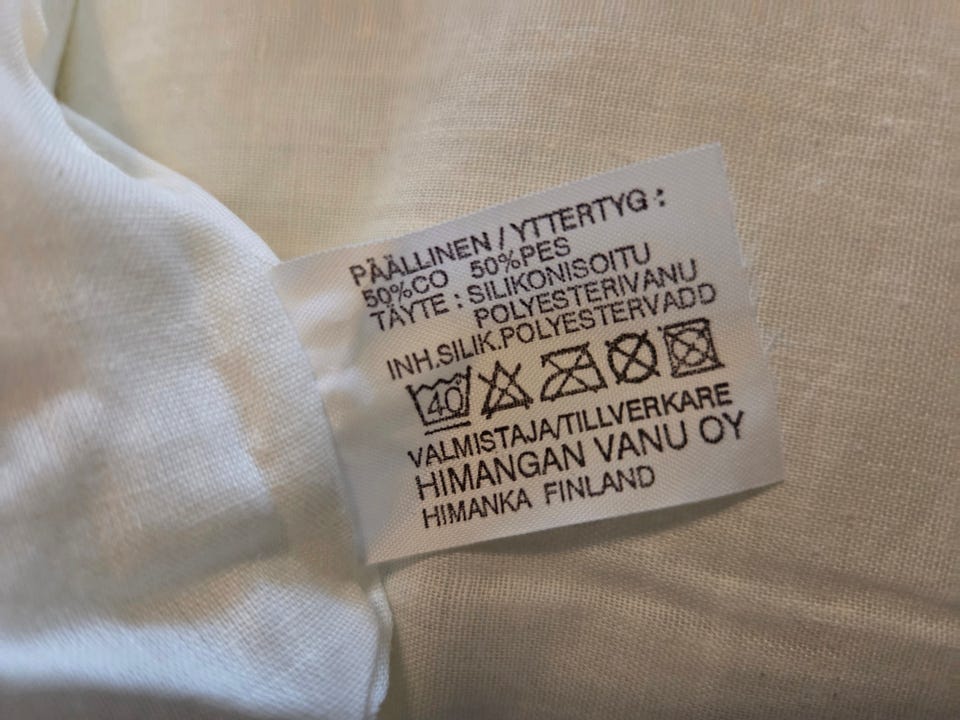 PÄÄLLINEN / YTTERTYG :
50%CO 50%PES
TÄYTE : SILIKONISOITU
POLYESTERIVANU
INH.SILIK.POLYESTERVADD
40
VALMISTAJA/TILLVERKARE
HIMANGAN VANU OY
HIMANKA FINLAND